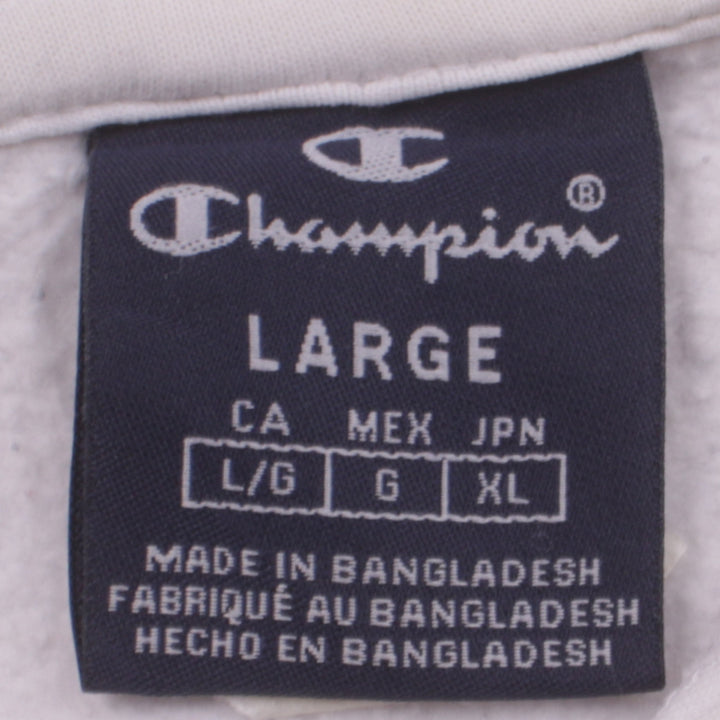 Champion®
LARGE
CA MEX JPN
L/G G XL
MADE IN BANGLADESH
FABRIQUÉ AU BANGLADESH
HECHO EN BANGLADESH